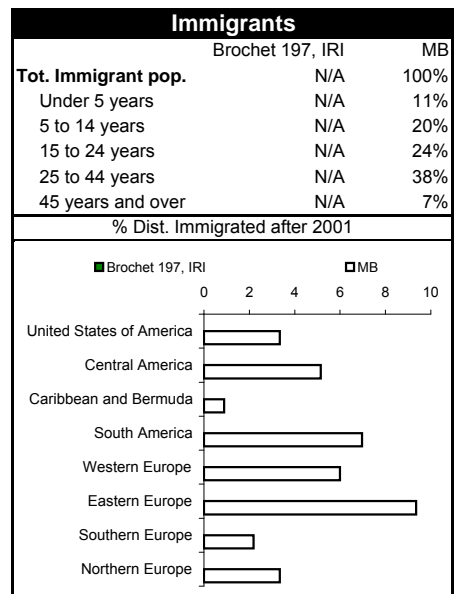 Immigrants
Brochet 197, IRI MB
Tot. Immigrant pop. N/A 100%
Under 5 years N/A 11%
5 to 14 years N/A 20%
15 to 24 years N/A 24%
25 to 44 years N/A 38%
45 years and over N/A 7%
% Dist. Immigrated after 2001
Brochet 197, IRI MB
0 2 4 6 8 10
United States of America
Central America
Caribbean and Bermuda
South America
Western Europe
Eastern Europe
Southern Europe
Northern Europe